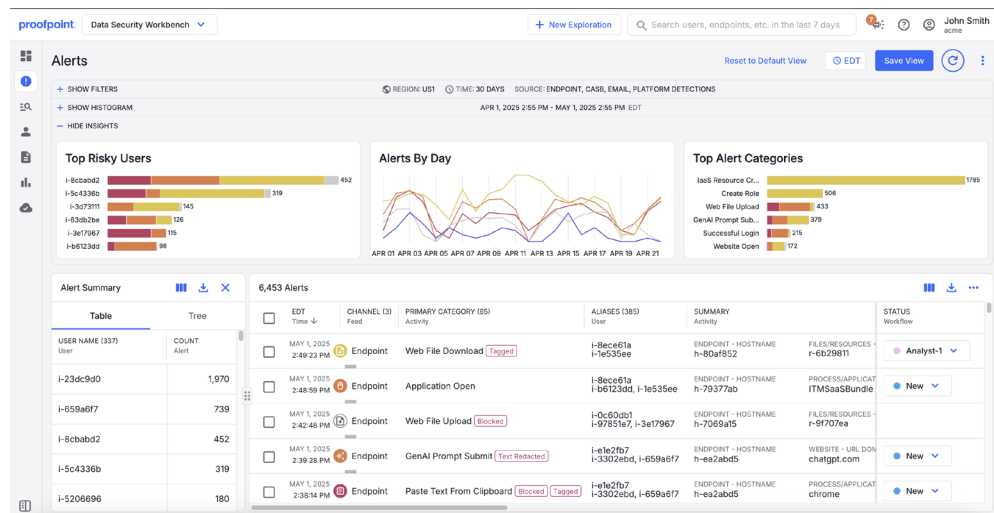 proofpoint.
Data Security Workbench
+ New Exploration
Search users, endpoints, etc. in the last 7 days
7
John Smith
acme
Alerts
Reset to Default View
EDT
Save View
+ SHOW FILTERS
REGION: US1 TIME: 30 DAYS SOURCE: ENDPOINT, CASB, EMAIL, PLATFORM DETECTIONS
+ SHOW HISTOGRAM
APR 1, 2025 2:55 PM - MAY 1, 2025 2:55 PM EDT
— HIDE INSIGHTS
Top Risky Users
i-8cbabd2 452
i-5c4336b 319
i-3d73111 145
i-63db2be 126
i-3e17967 115
i-b6123dd 98
Alerts By Day
APR 01 APR 03 APR 05 APR 07 APR 09 APR 11 APR 13 APR 15 APR 17 APR 19 APR 21
Top Alert Categories
IaaS Resource Cr... 1785
Create Role 506
Web File Upload 433
GenAI Prompt Sub... 379
Successful Login 215
Website Open 172
Alert Summary
Table Tree
USER NAME (337) COUNT
User Alert
i-23dc9d0 1,970
i-659a6f7 739
i-8cbabd2 452
i-5c4336b 319
i-5206696 180
6,453 Alerts
EDT CHANNEL (3) PRIMARY CATEGORY (65) ALIASES (385) SUMMARY STATUS
Time Feed Activity User Activity Workflow
MAY 1, 2025 i-8ece61a ENDPOINT - HOSTNAME FILES/RESOURCES -
2:49:23 PM Endpoint Web File Download Tagged i-1e535ee h-80af852 r-6b29811 Analyst-1
MAY 1, 2025 i-8ece61a ENDPOINT - HOSTNAME PROCESS/APPLICAT
2:48:59 PM Endpoint Application Open i-b6123dd, i-1e535ee h-79377ab ITMSaaSBundle New
MAY 1, 2025 i-0c60db1 ENDPOINT - HOSTNAME FILES/RESOURCES -
2:42:48 PM Endpoint Web File Upload Blocked i-97851e7, i-3e17967 h-7069a15 r-9f707ea
MAY 1, 2025 i-e1e2fb7 ENDPOINT - HOSTNAME WEBSITE - URL DOM
2:39:28 PM Endpoint GenAI Prompt Submit Text Redacted i-3302ebd, i-659a6f7 h-ea2abd5 chatgpt.com New
MAY 1, 2025 i-e1e2fb7 ENDPOINT - HOSTNAME PROCESS/APPLICAT
2:38:14 PM Endpoint Paste Text From Clipboard Blocked Tagged i-3302ebd, i-659a6f7 h-ea2abd5 chrome New